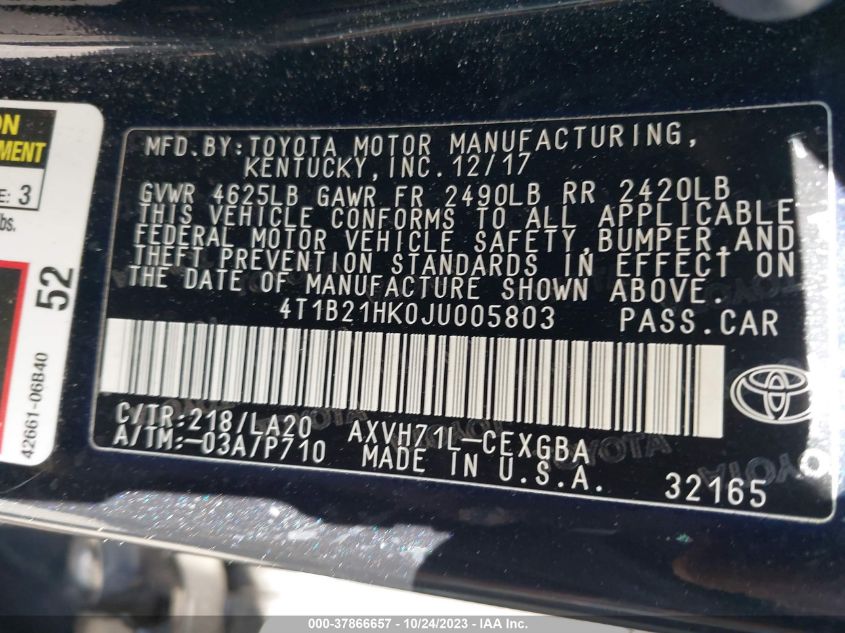 ON
MENT
E: 3
bs.
52
42661-06B40
MFD.BY:TOYOTA MOTOR MANUFACTURING,
KENTUCKY,INC.12/17
GVWR 4625LB GAWR FR 2490LB RR 2420LB
THIS VEHICLE CONFORMS TO ALL APPLICABLE
FEDERAL MOTOR VEHICLE SAFETY,BUMPER,AND
THEFT PREVENTION STANDARDS IN EFFECT ON
THE DATE OF MANUFACTURE SHOWN ABOVE.
4T1B21HK0JU005803 PASS.CAR
C/TR:218/LA20 AXVH71L-CEXGBA
A/TM:-03A/P710 MADE IN U.S.A. 32165
000-37866657 - 10/24/2023 - IAA Inc.